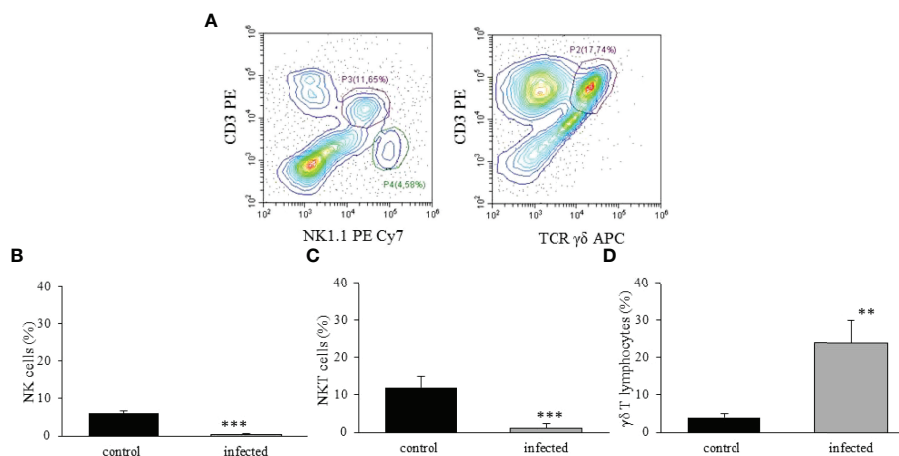 A
P3(11,65%)
P4(4,58%)
CD3 PE
10^6
10^5
10^4
10^3
10^2
10^2 10^3 10^4 10^5 10^6
NK1.1 PE Cy7
P2(17,74%)
CD3 PE
10^6
10^5
10^4
10^3
10^2
10^2 10^3 10^4 10^5 10^6
TCR γδ APC
B
NK cells (%)
40
30
20
10
0
***
control infected
C
NKT cells (%)
40
30
20
10
0
***
control infected
D
γδ T lymphocytes (%)
40
30
20
10
0
**
control infected